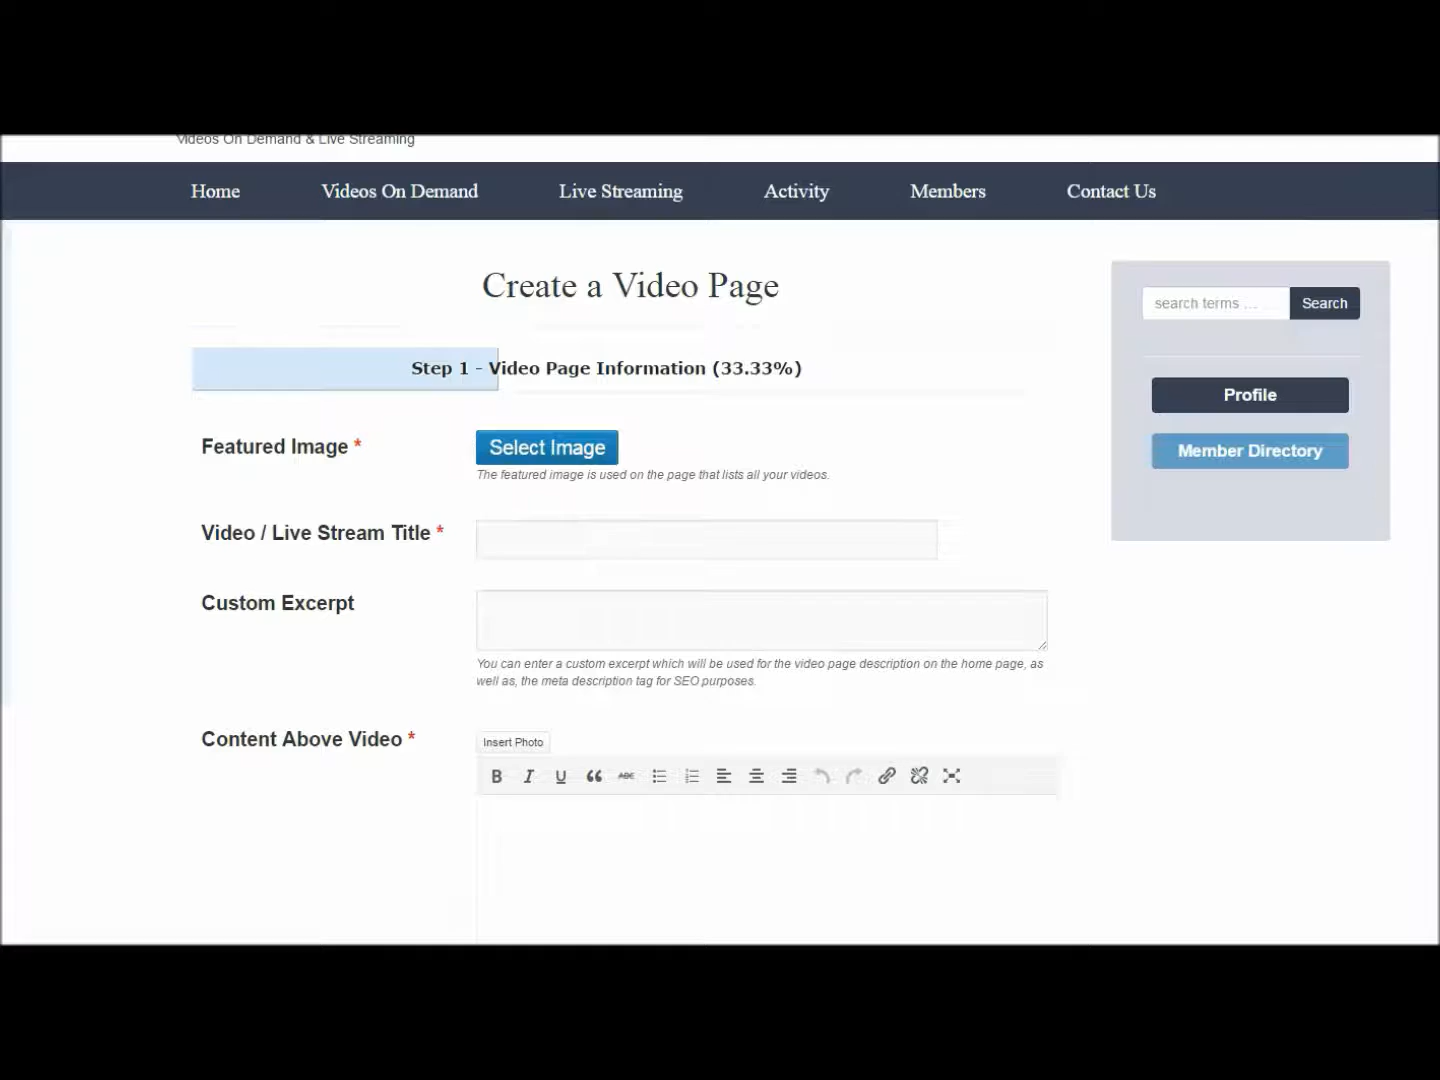 Videos On Demand & Live Streaming
Home Videos On Demand Live Streaming Activity Members Contact Us
Create a Video Page
search terms ... Search
Step 1 - Video Page Information (33.33%)
Profile
Featured Image * Select Image
Member Directory
The featured image is used on the page that lists all your videos.
Video / Live Stream Title *
Custom Excerpt
You can enter a custom excerpt which will be used for the video page description on the home page, as
well as, the meta description tag for SEO purposes.
Content Above Video * Insert Photo
B I U ABC